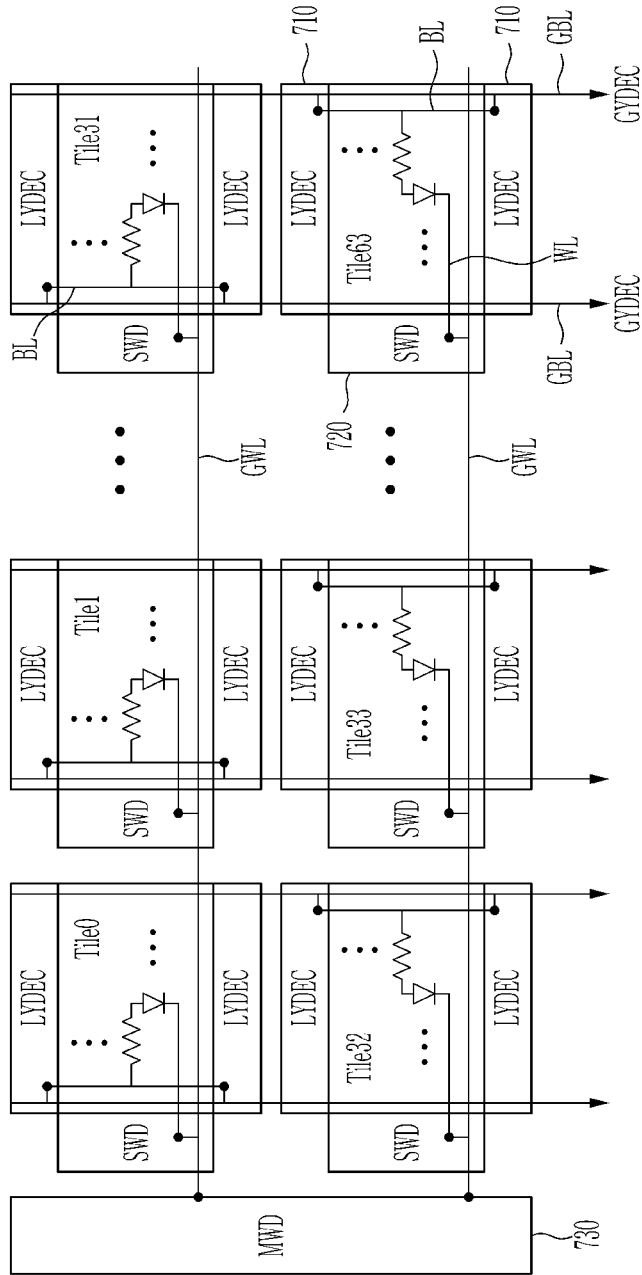 MWD
730
SWD
LYDEC
Tile0
LYDEC
SWD
LYDEC
Tile1
LYDEC
GWL
BL
SWD
LYDEC
Tile31
LYDEC
710
LYDEC
Tile32
SWD
LYDEC
LYDEC
Tile33
SWD
LYDEC
GWL
720
LYDEC
Tile63
SWD
LYDEC
WL
BL
710
GBL
GYDEC
GBL
GYDEC